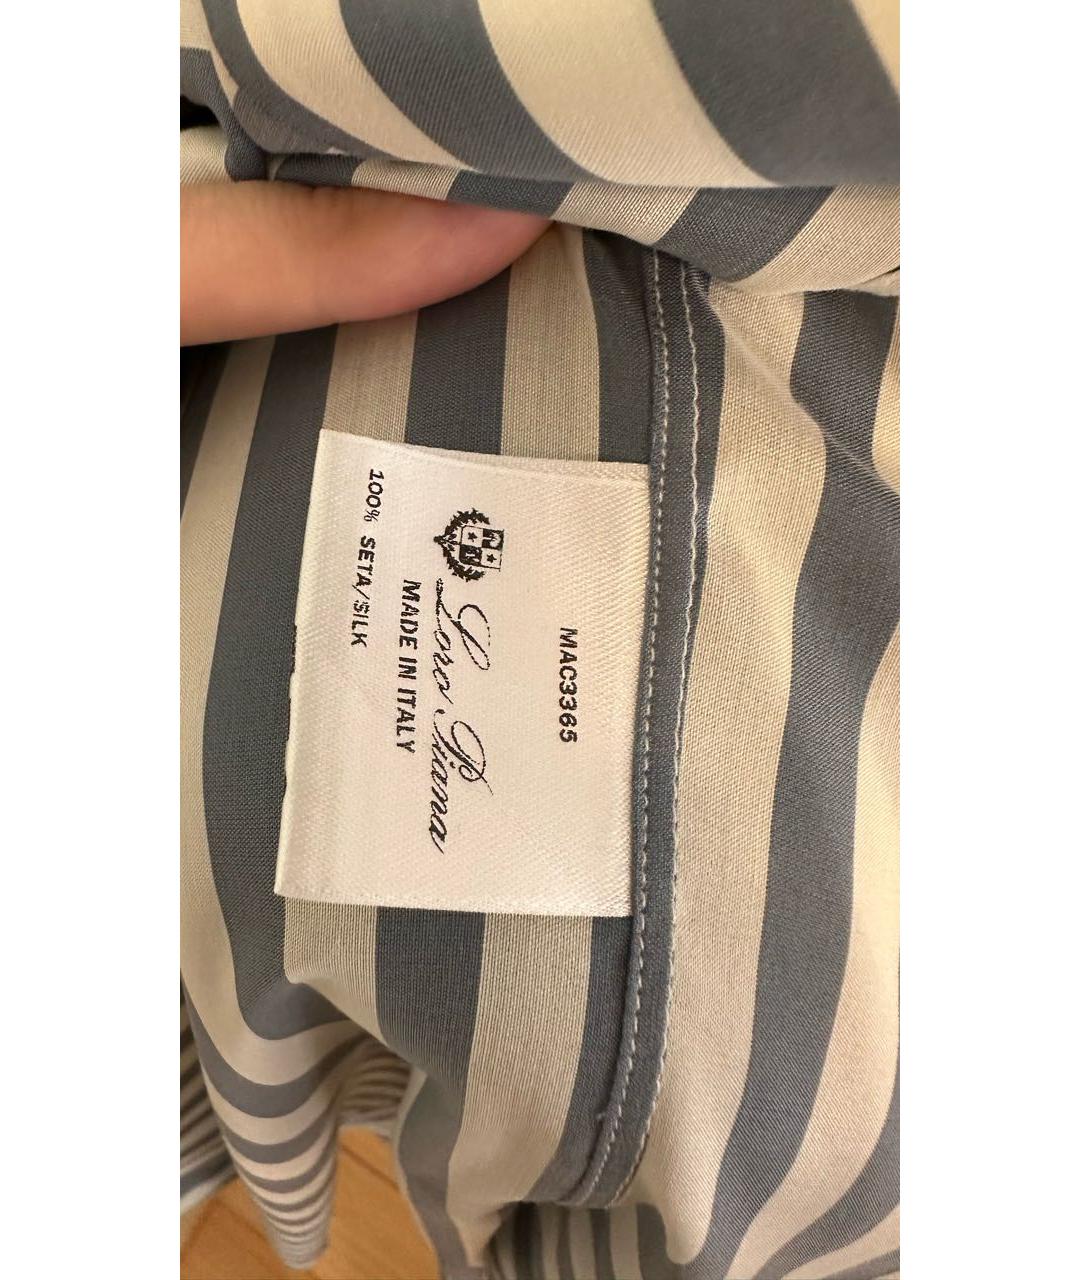 MAC3365
Loro Piana
MADE IN ITALY
100% SETA/SILK